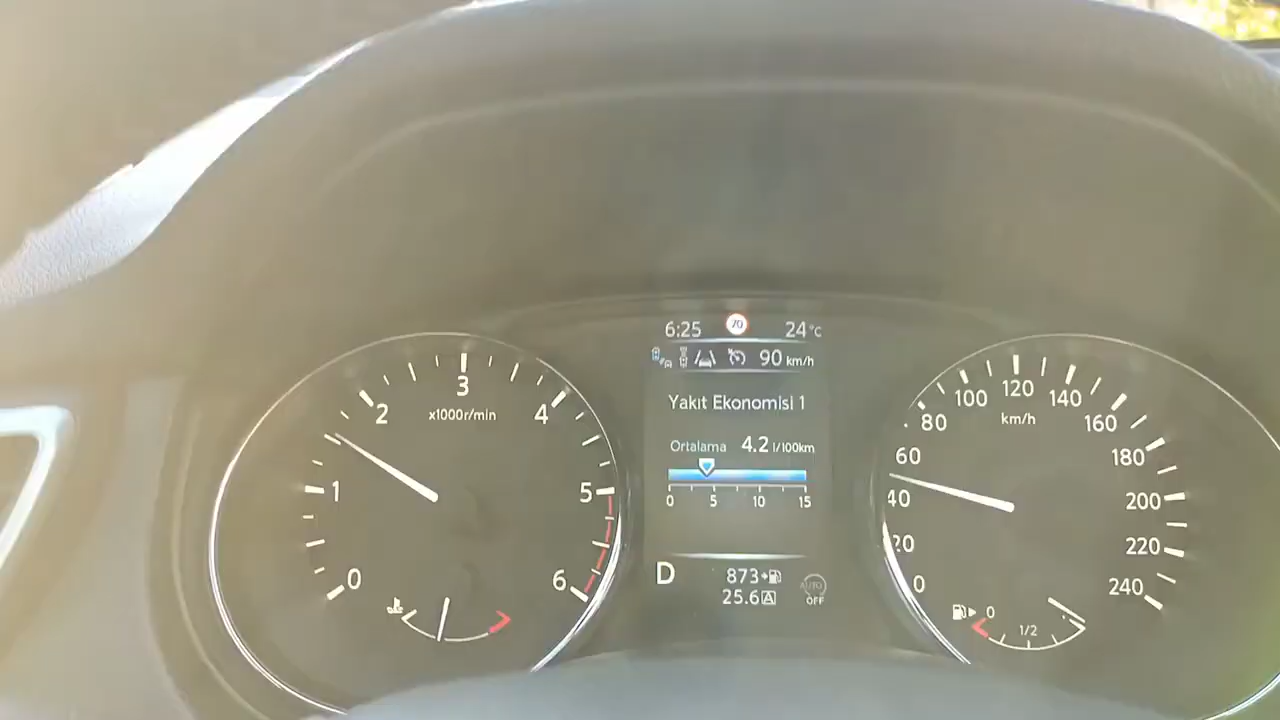 6:25 70 24°C
90 km/h
Yakıt Ekonomisi 1
Ortalama 4.2 l/100km
0 5 10 15
D
873
25.6 A
AUTO
OFF
0 1 2 3 4 5 6
x1000r/min
0 20 40 60 80 100 120 140 160 180 200 220 240
km/h
0 1/2